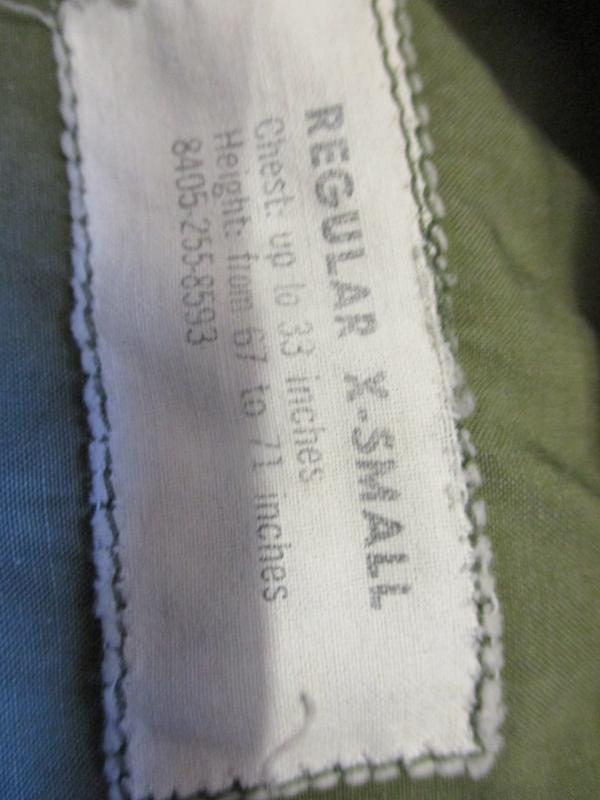 REGULAR X-SMALL
Chest: up to 33 inches
Height: from 67 to 71 inches
8405-255-8593